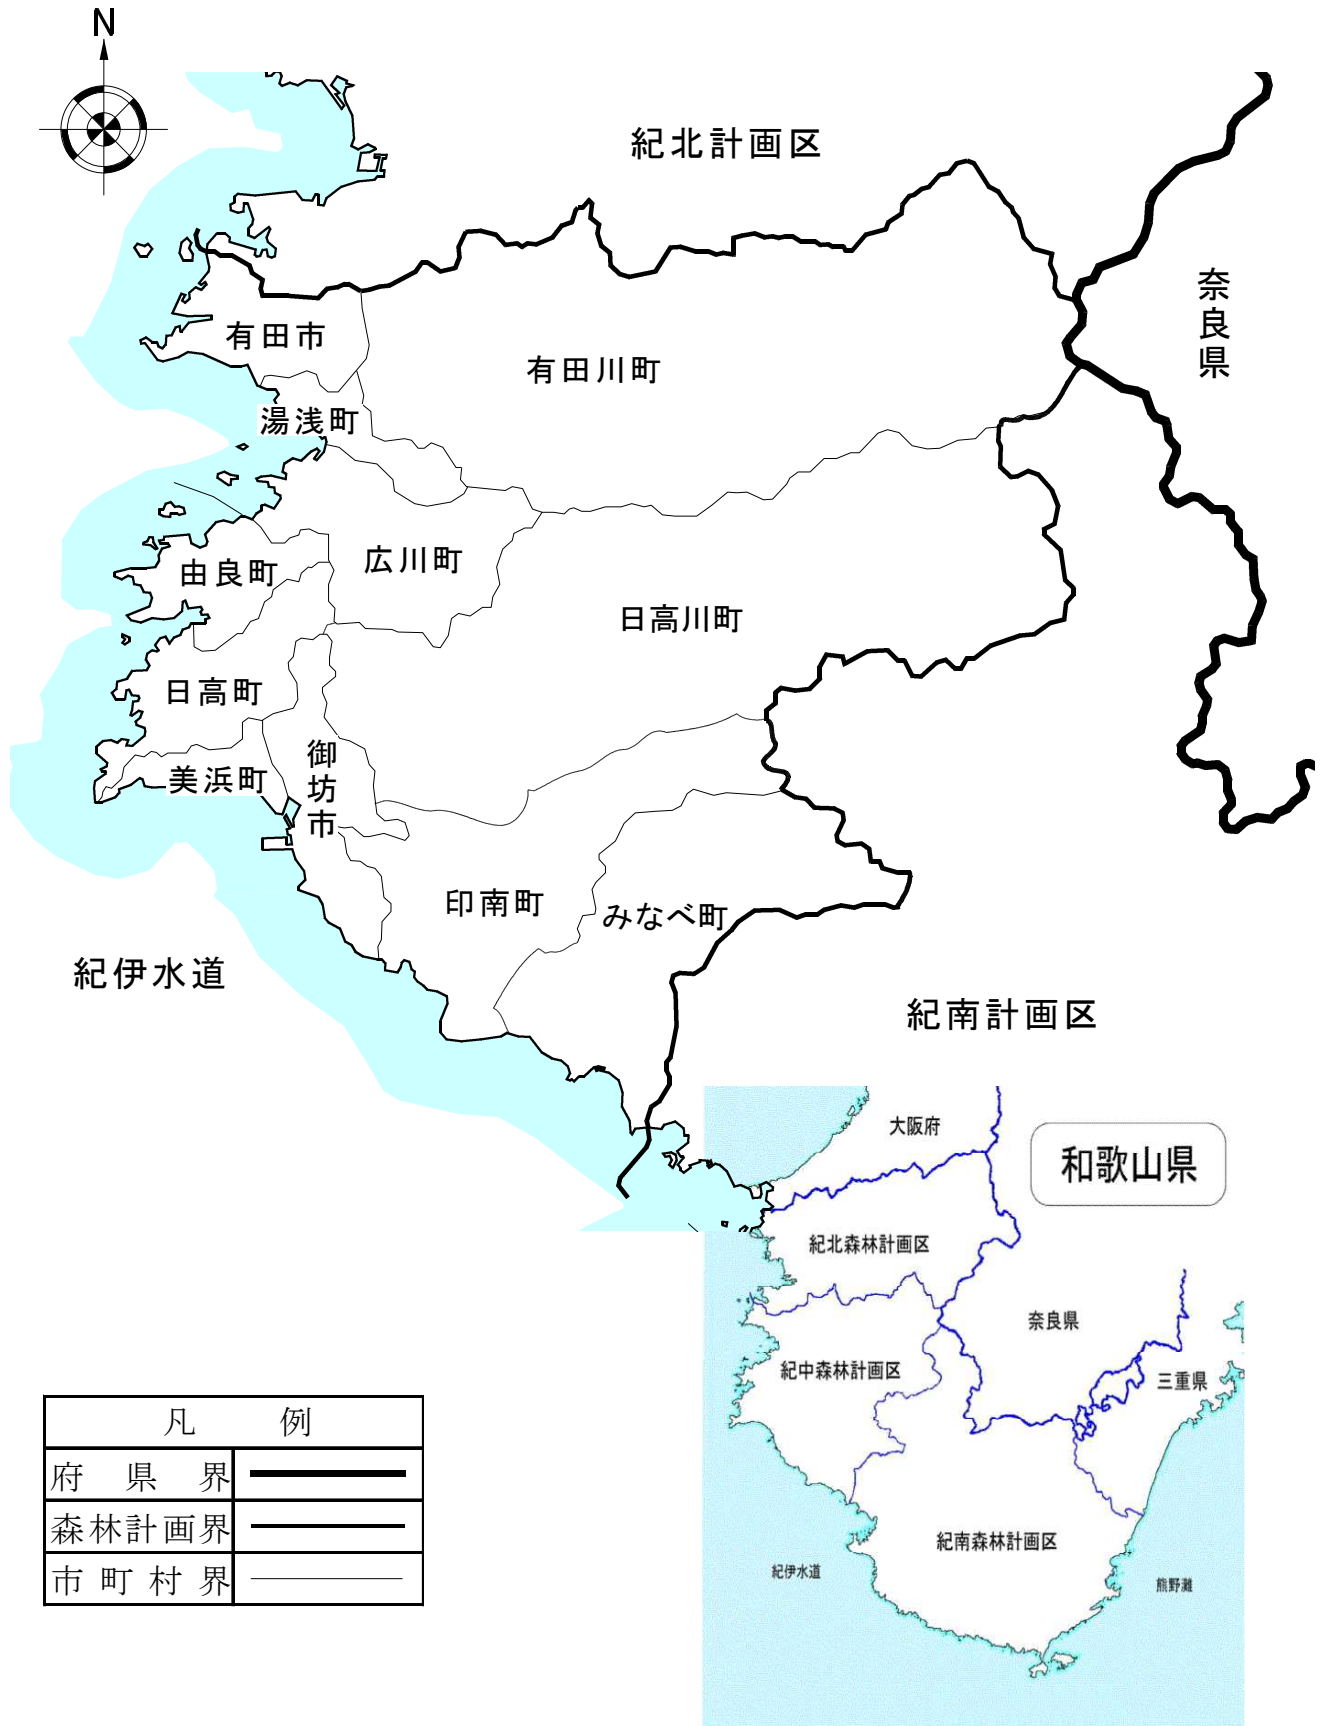 N
紀北計画区
奈良県
有田市
有田川町
湯浅町
広川町
由良町
日高川町
日高町
御坊市
美浜町
印南町
みなべ町
紀伊水道
紀南計画区
大阪府
和歌山県
紀北森林計画区
奈良県
紀中森林計画区
三重県
紀南森林計画区
紀伊水道
熊野灘
凡 例
府 県 界
森林計画界
市 町 村 界